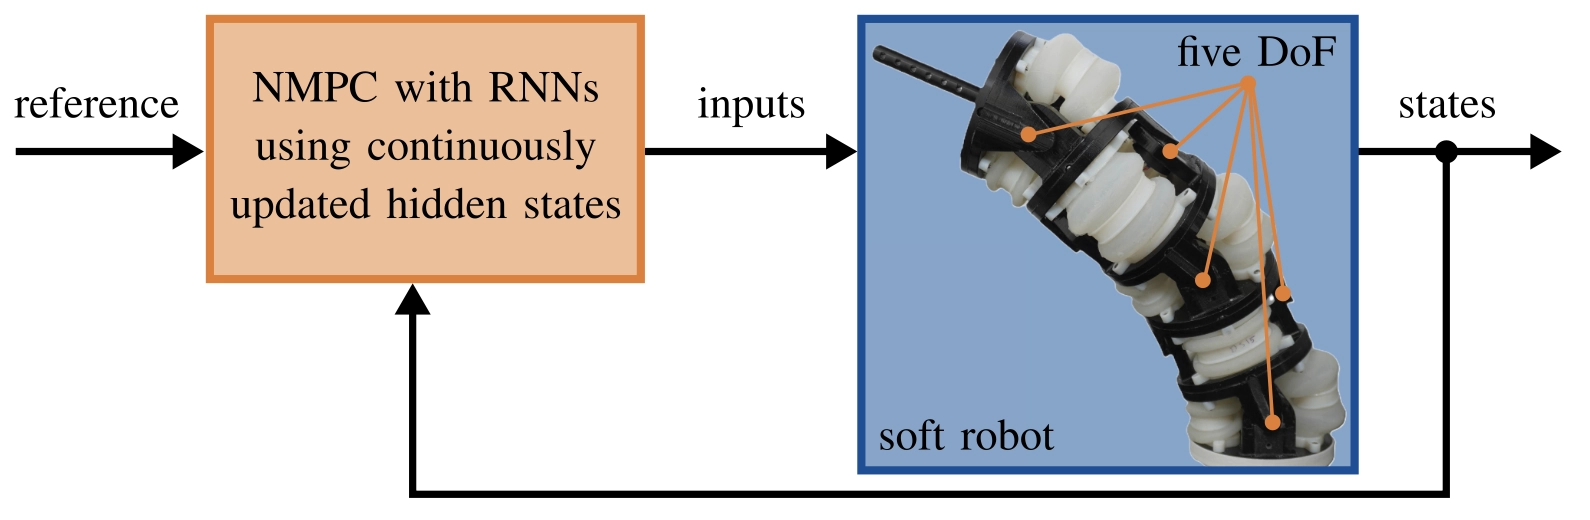 reference
NMPC with RNNs
using continuously
updated hidden states
inputs
five DoF
soft robot
states